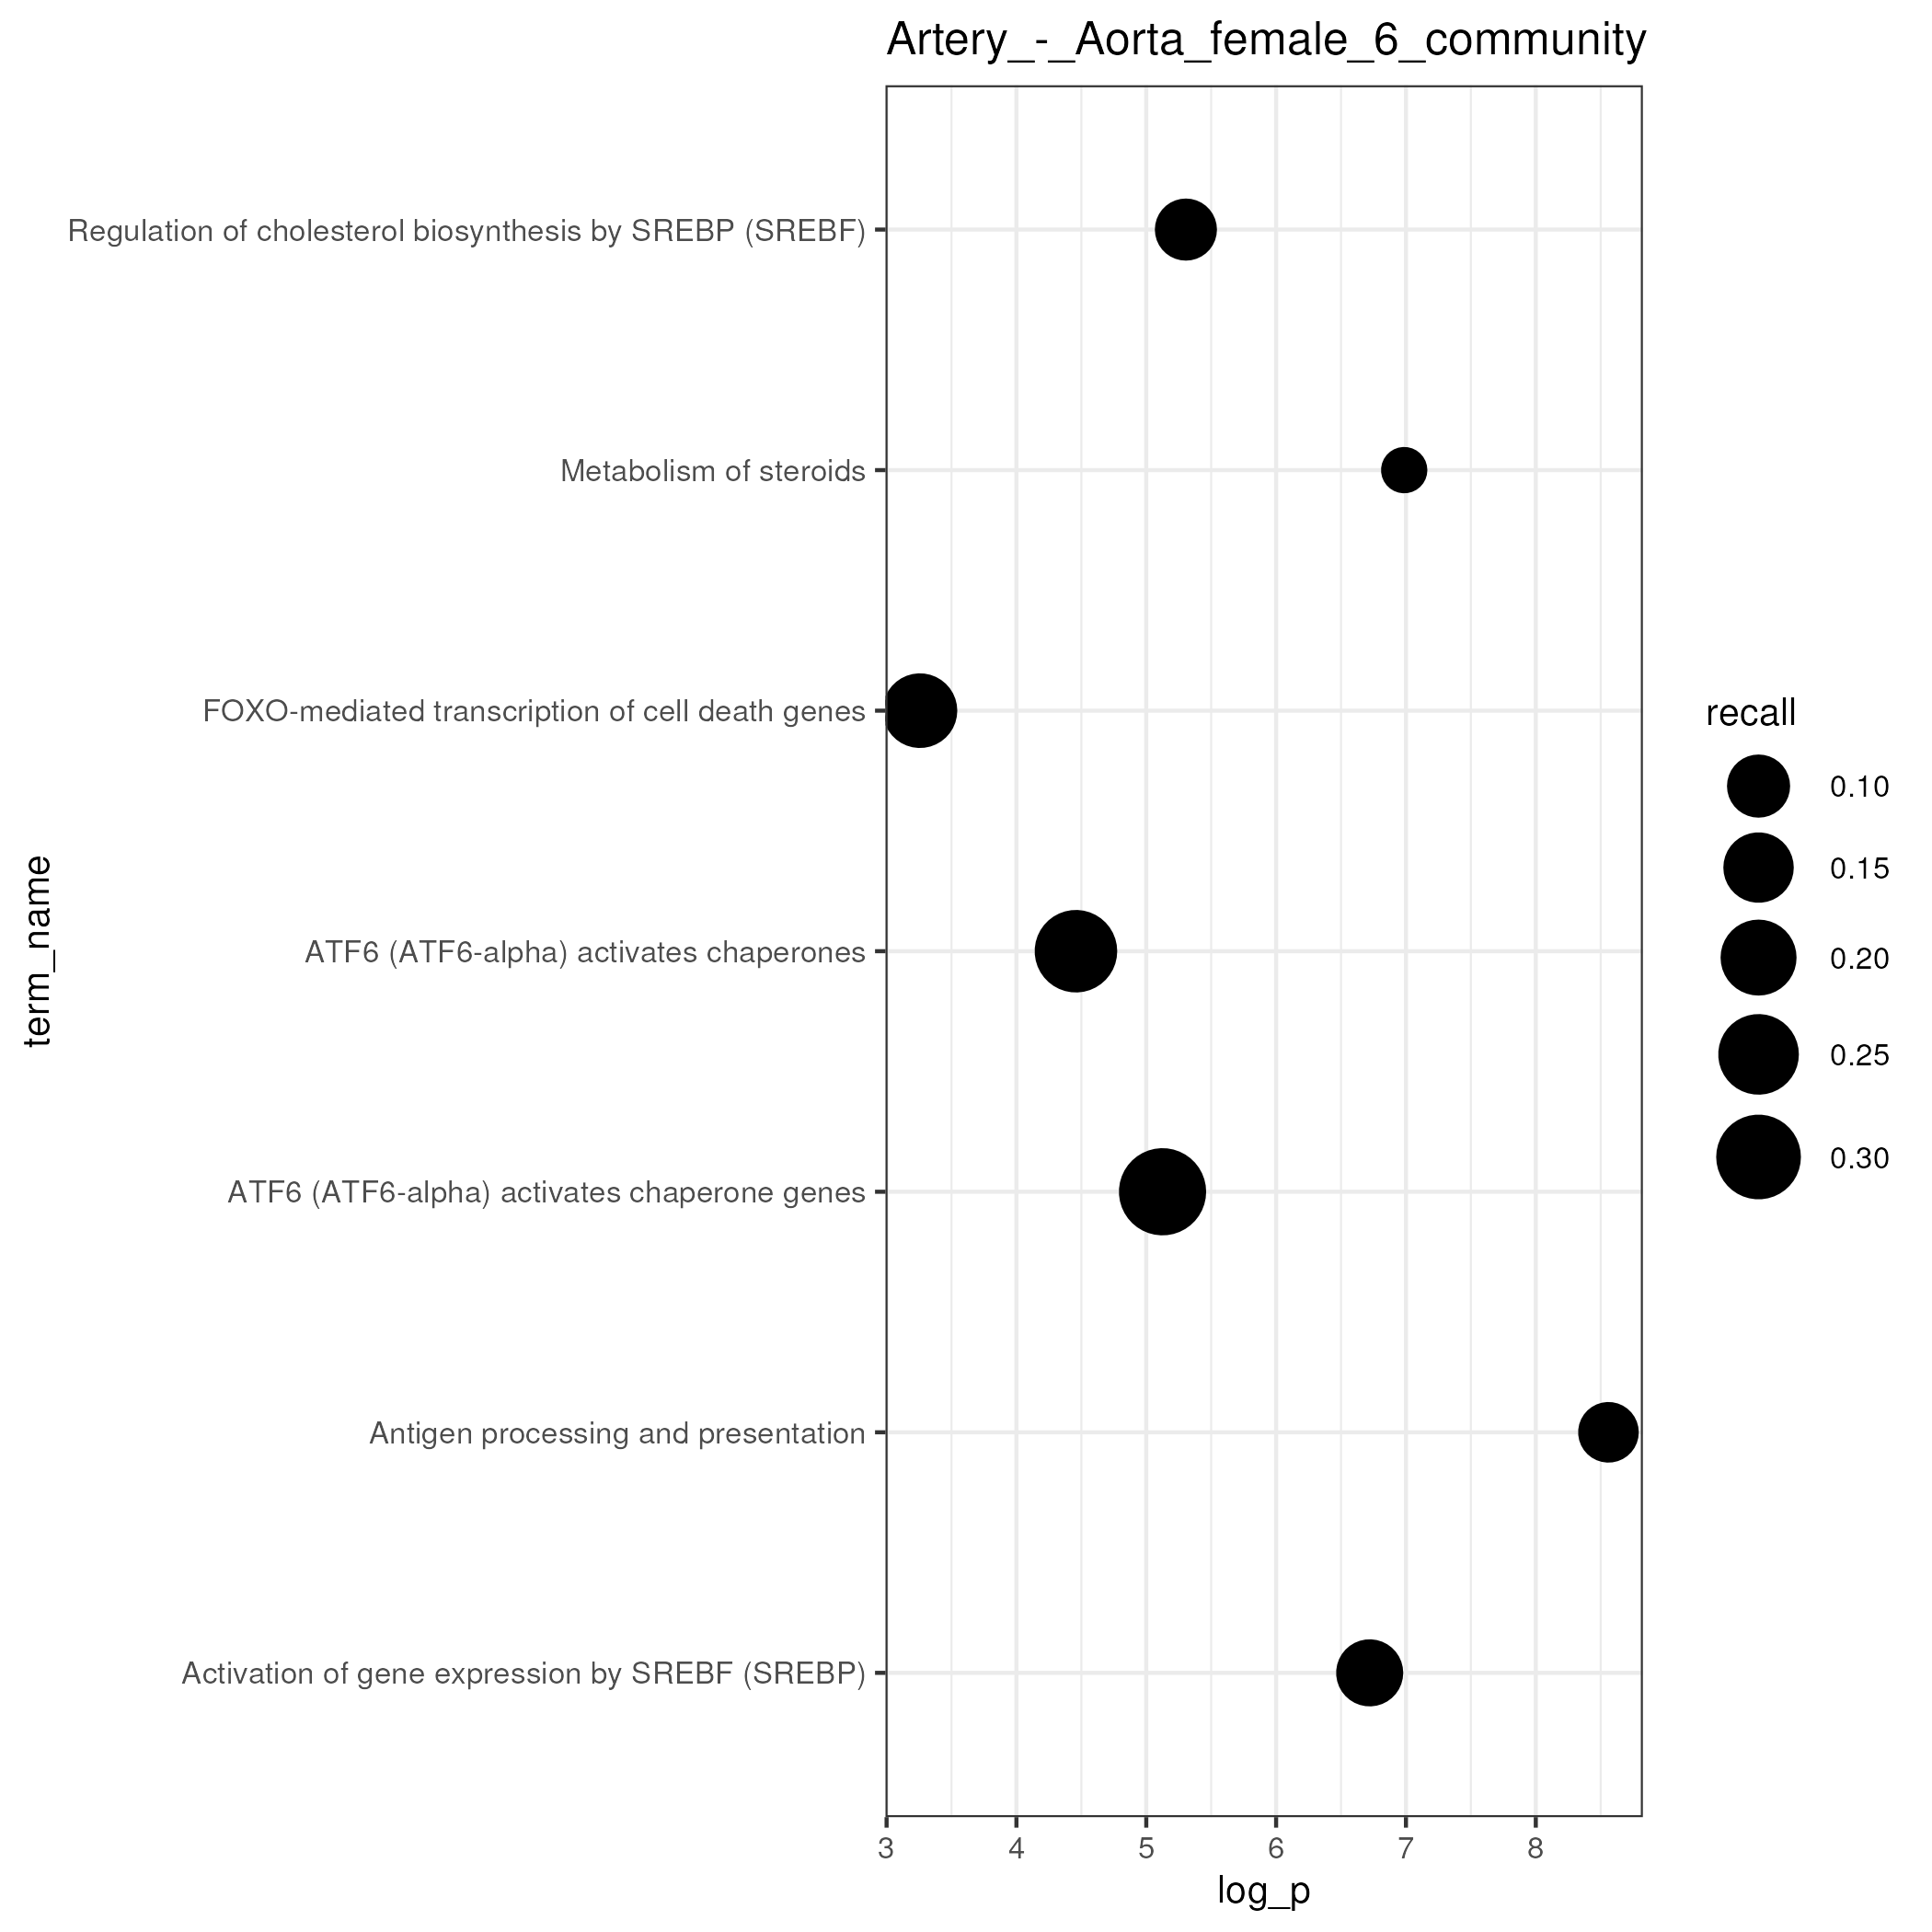 Artery_-_Aorta_female_6_community
Regulation of cholesterol biosynthesis by SREBP (SREBF)
Metabolism of steroids
FOXO-mediated transcription of cell death genes
ATF6 (ATF6-alpha) activates chaperones
ATF6 (ATF6-alpha) activates chaperone genes
Antigen processing and presentation
Activation of gene expression by SREBF (SREBP)
term_name
3 4 5 6 7 8
log_p
recall
0.10
0.15
0.20
0.25
0.30